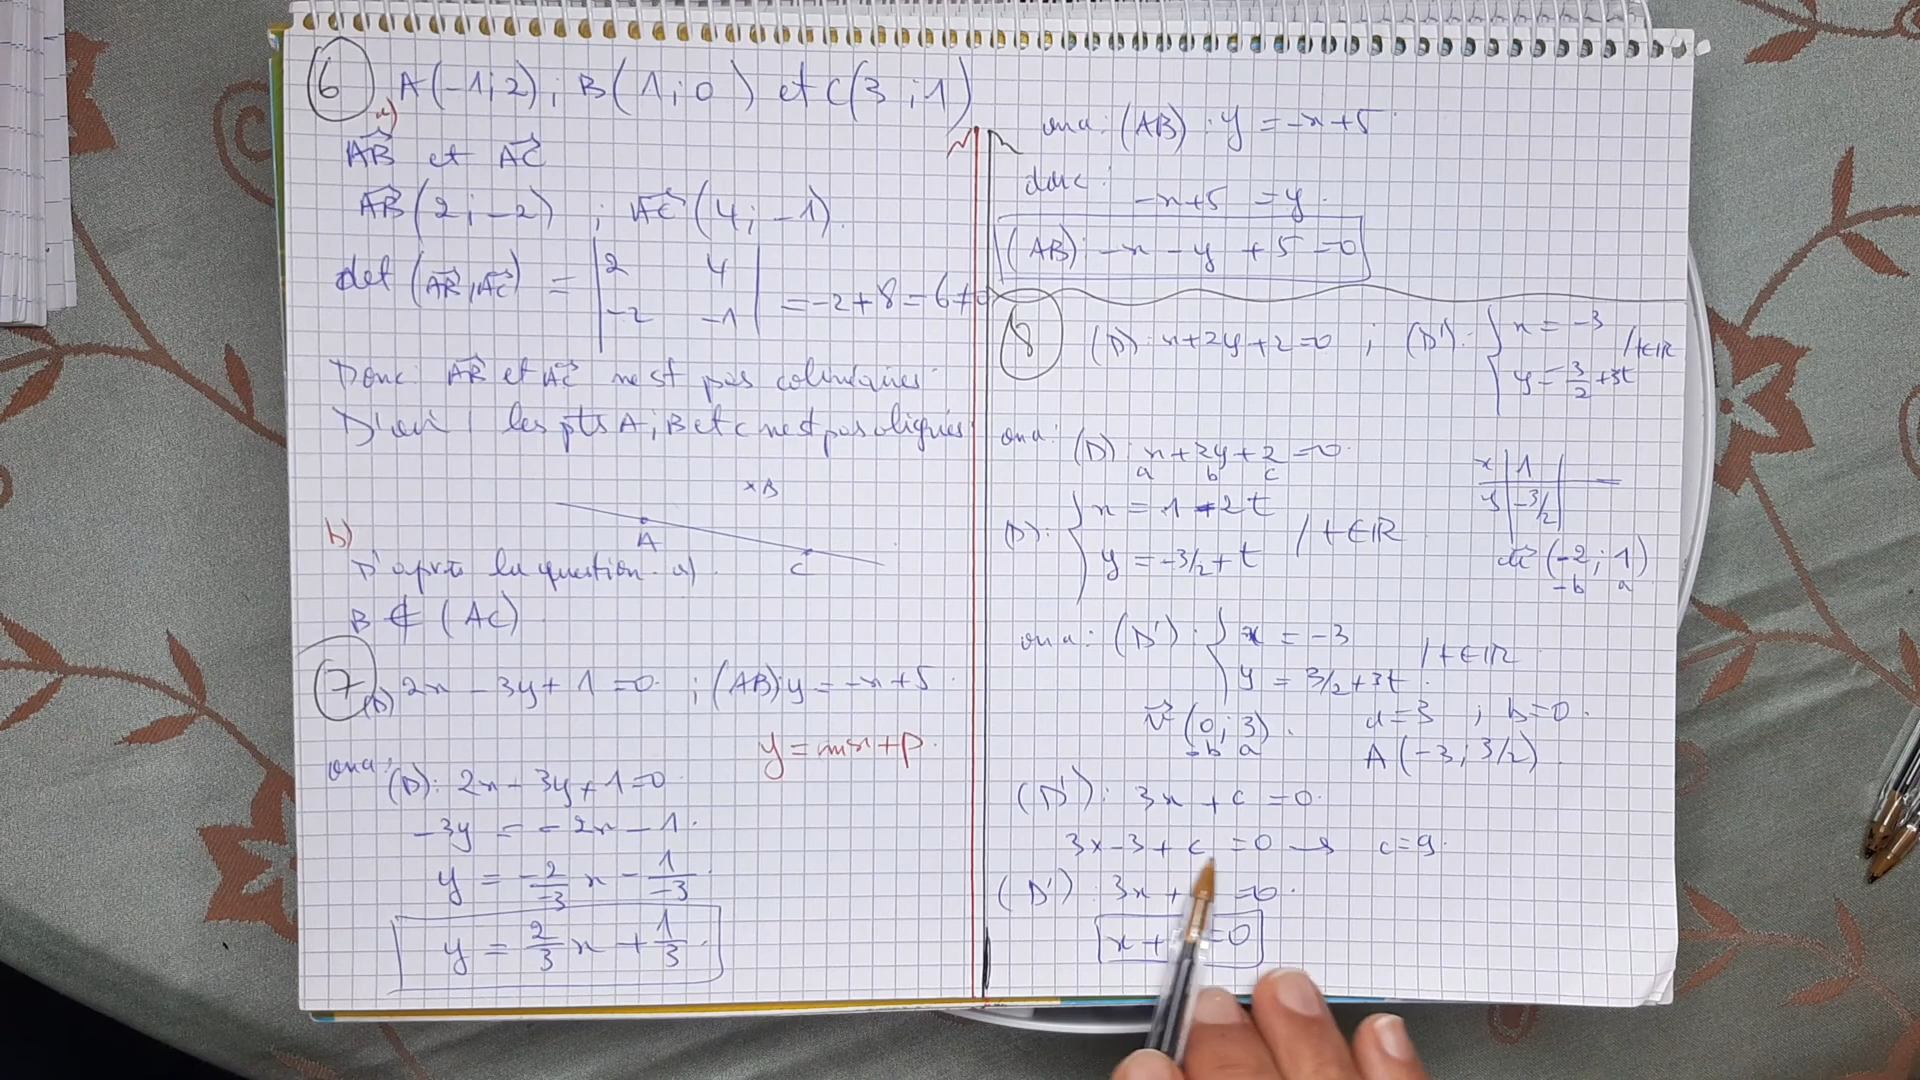 6 A(-1;2); B(1;0) et C(3;1)
a)
AB et AC
AB(2;-2) ; AC(4;-1).
det(AB,AC) = |2 4| = -2+8 = 6 ≠
|-2 -1|
Donc: AB et AC n'est pas colinéaires
D'où, les pts A, B et C n'est pas alignés
×B
A
C
b)
D'après la question a)
B ∉ (AC)
7 (D) 2x - 3y + 1 = 0 ; (AB) y = -x+5.
y = mx+p.
on a: (D): 2x - 3y + 1 = 0
-3y = -2x - 1.
y = -2/-3 x - 1/-3
y = 2/3 x + 1/3.
on a: (AB): y = -x+5
donc: -x+5 = y.
(AB): -x - y + 5 = 0
8 (D): x+2y+2=0 ; (D'): { x = -3
y = 3/2 + 3t /t∈IR
on a: (D): x+2y+2=0.
a b c
x | 1
y | -3/2
(D): { x = 1 - 2t
y = -3/2 + t / t∈IR
(-2; 1)
-b a
on a: (D'): { x = -3
y = 3/2 + 3t. / t∈IR
v(0; 3). a=3 ; b=0.
-b a
A(-3; 3/2)
(D'): 3x + c = 0.
3×-3 + c = 0 → c=9.
(D'): 3x + =0.
x + =0